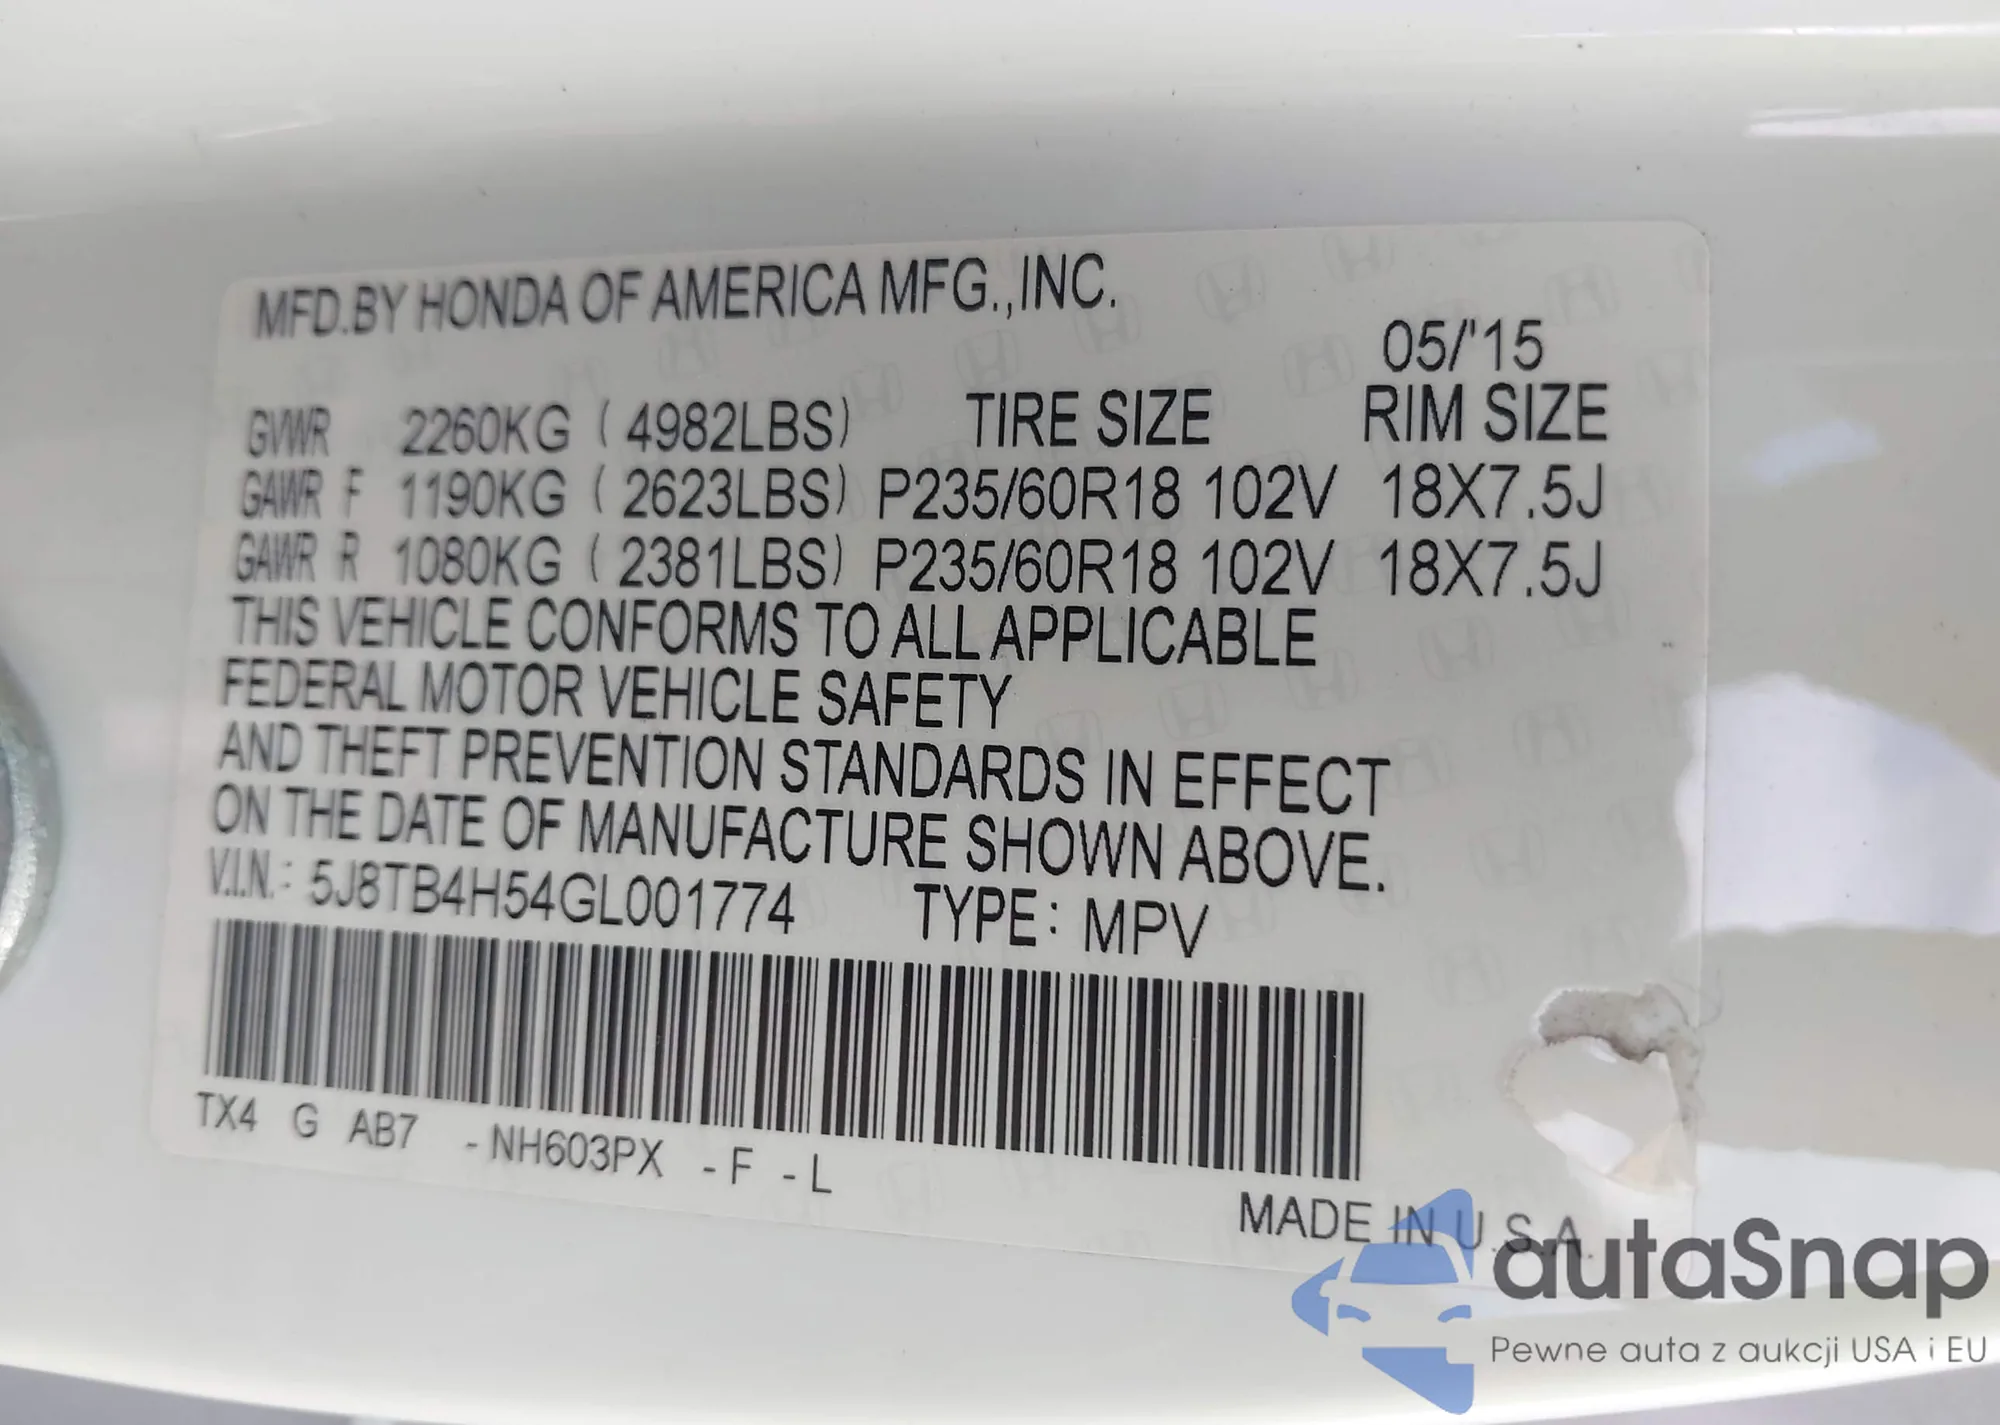 MFD.BY HONDA OF AMERICA MFG.,INC.
05/'15
GVWR 2260KG ( 4982LBS) TIRE SIZE RIM SIZE
GAWR F 1190KG ( 2623LBS) P235/60R18 102V 18X7.5J
GAWR R 1080KG ( 2381LBS) P235/60R18 102V 18X7.5J
THIS VEHICLE CONFORMS TO ALL APPLICABLE
FEDERAL MOTOR VEHICLE SAFETY
AND THEFT PREVENTION STANDARDS IN EFFECT
ON THE DATE OF MANUFACTURE SHOWN ABOVE.
V.I.N.: 5J8TB4H54GL001774 TYPE: MPV
TX4 G AB7 -NH603PX -F -L
MADE IN U.S.A.
autaSnap
Pewne auta z aukcji USA i EU